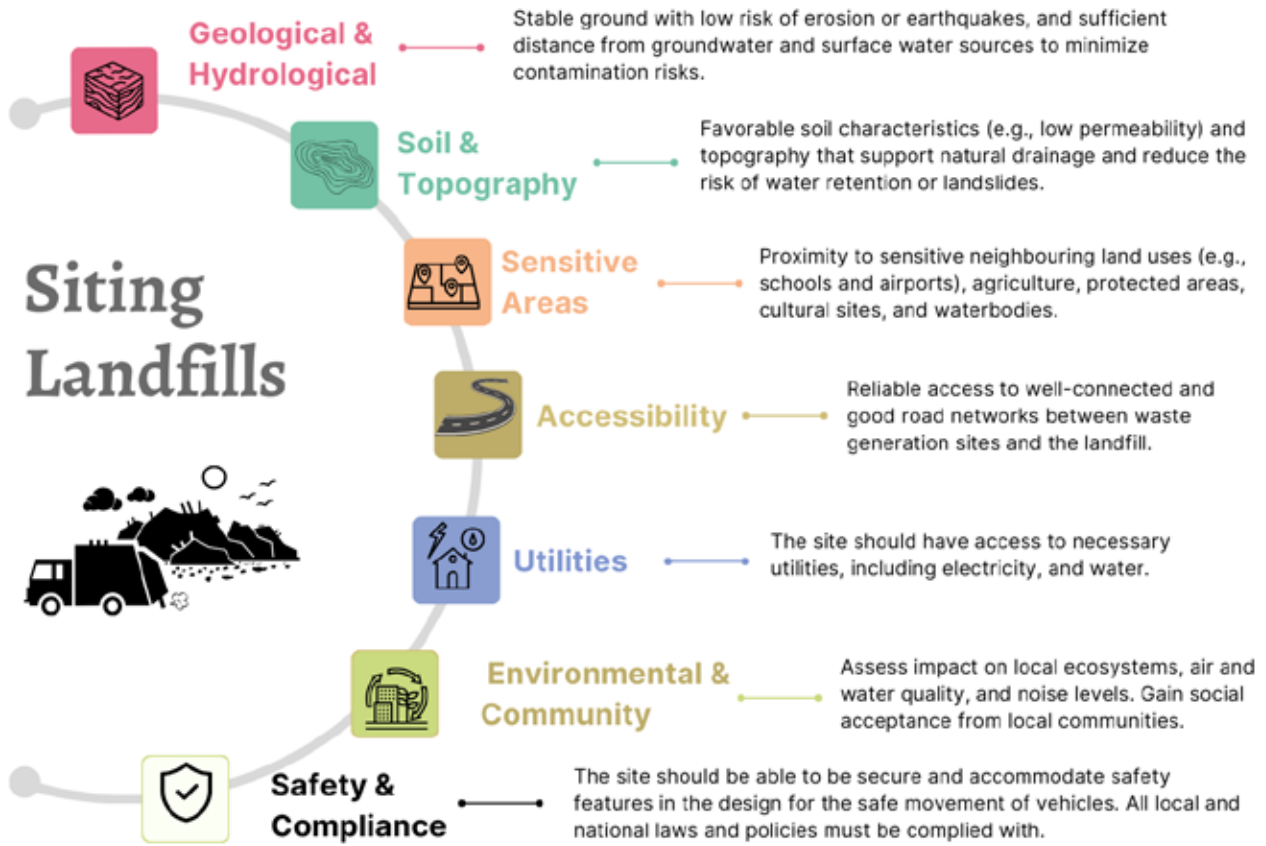 Geological &
Hydrological
Stable ground with low risk of erosion or earthquakes, and sufficient
distance from groundwater and surface water sources to minimize
contamination risks.
Soil &
Topography
Favorable soil characteristics (e.g., low permeability) and
topography that support natural drainage and reduce the
risk of water retention or landslides.
Siting
Landfills
Sensitive
Areas
Proximity to sensitive neighbouring land uses (e.g.,
schools and airports), agriculture, protected areas,
cultural sites, and waterbodies.
Accessibility
Reliable access to well-connected and
good road networks between waste
generation sites and the landfill.
Utilities
The site should have access to necessary
utilities, including electricity, and water.
Environmental &
Community
Assess impact on local ecosystems, air and
water quality, and noise levels. Gain social
acceptance from local communities.
Safety &
Compliance
The site should be able to be secure and accommodate safety
features in the design for the safe movement of vehicles. All local and
national laws and policies must be complied with.